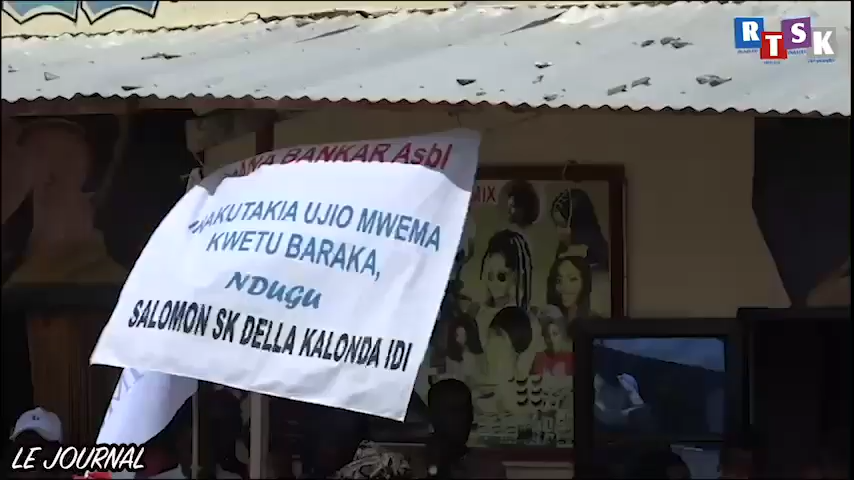 RTSK
BANKAR Asbl
UJIO MWEMA
KWETU BARAKA,
NDUGU
SALOMON SK DELLA KALONDA IDI
MIX
LE JOURNAL